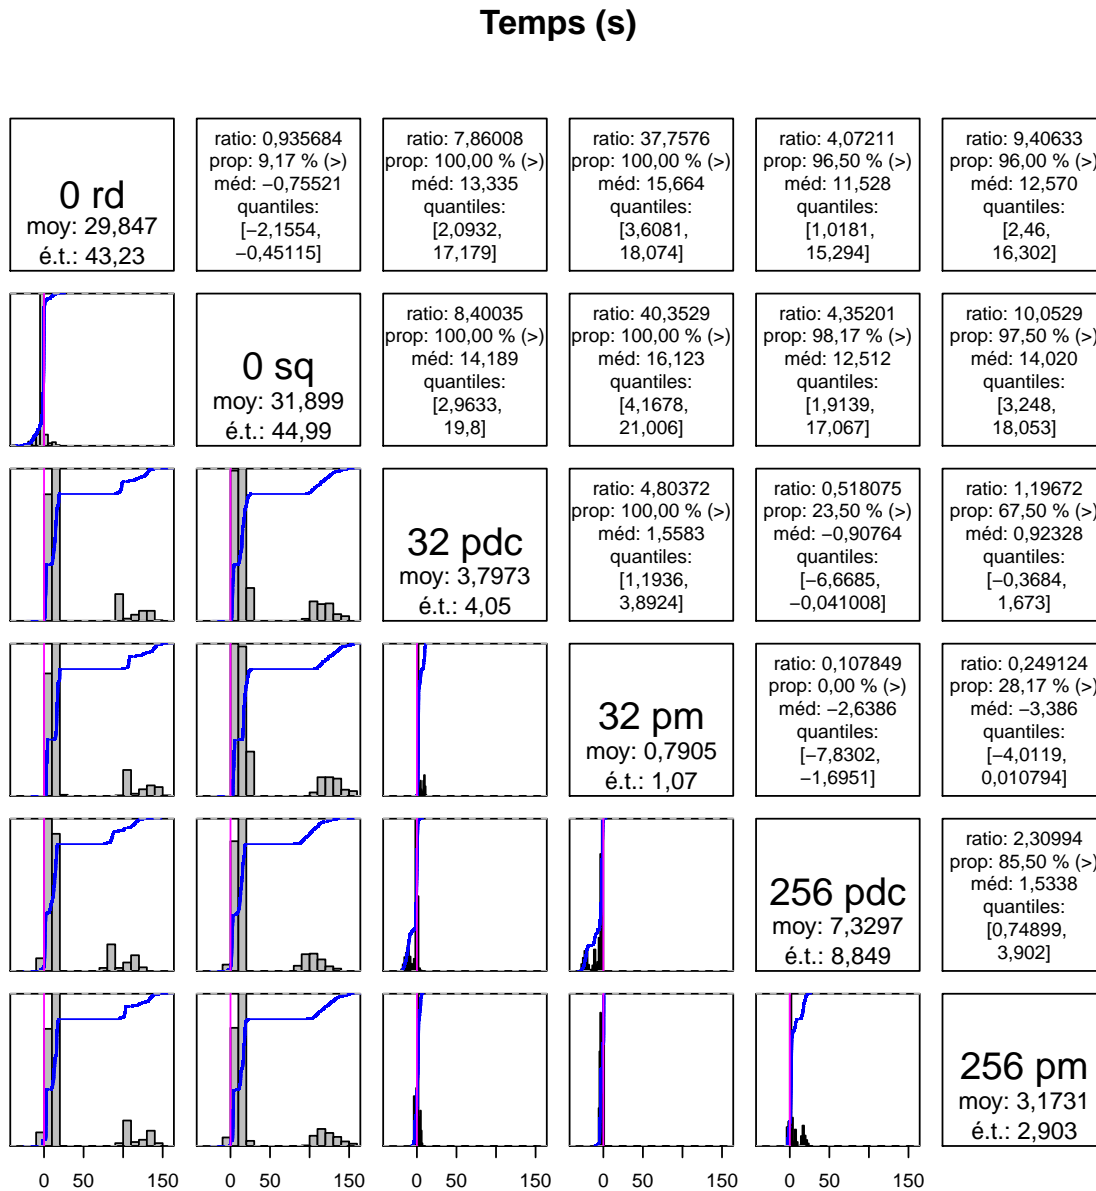 Temps (s)
0 rd
moy: 29,847
é.t.: 43,23
ratio: 0,935684
prop: 9,17 % (>)
méd: −0,75521
quantiles:
[−2,1554,
−0,45115]
ratio: 7,86008
prop: 100,00 % (>)
méd: 13,335
quantiles:
[2,0932,
17,179]
ratio: 37,7576
prop: 100,00 % (>)
méd: 15,664
quantiles:
[3,6081,
18,074]
ratio: 4,07211
prop: 96,50 % (>)
méd: 11,528
quantiles:
[1,0181,
15,294]
ratio: 9,40633
prop: 96,00 % (>)
méd: 12,570
quantiles:
[2,46,
16,302]
0 sq
moy: 31,899
é.t.: 44,99
ratio: 8,40035
prop: 100,00 % (>)
méd: 14,189
quantiles:
[2,9633,
19,8]
ratio: 40,3529
prop: 100,00 % (>)
méd: 16,123
quantiles:
[4,1678,
21,006]
ratio: 4,35201
prop: 98,17 % (>)
méd: 12,512
quantiles:
[1,9139,
17,067]
ratio: 10,0529
prop: 97,50 % (>)
méd: 14,020
quantiles:
[3,248,
18,053]
32 pdc
moy: 3,7973
é.t.: 4,05
ratio: 4,80372
prop: 100,00 % (>)
méd: 1,5583
quantiles:
[1,1936,
3,8924]
ratio: 0,518075
prop: 23,50 % (>)
méd: −0,90764
quantiles:
[−6,6685,
−0,041008]
ratio: 1,19672
prop: 67,50 % (>)
méd: 0,92328
quantiles:
[−0,3684,
1,673]
32 pm
moy: 0,7905
é.t.: 1,07
ratio: 0,107849
prop: 0,00 % (>)
méd: −2,6386
quantiles:
[−7,8302,
−1,6951]
ratio: 0,249124
prop: 28,17 % (>)
méd: −3,386
quantiles:
[−4,0119,
0,010794]
256 pdc
moy: 7,3297
é.t.: 8,849
ratio: 2,30994
prop: 85,50 % (>)
méd: 1,5338
quantiles:
[0,74899,
3,902]
256 pm
moy: 3,1731
é.t.: 2,903
0 50 150
0 50 150
0 50 150
0 50 150
0 50 150